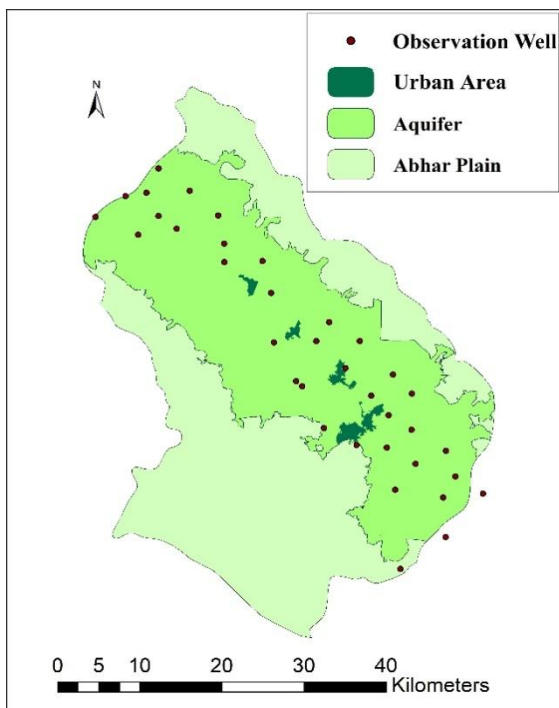 Observation Well
Urban Area
Aquifer
Abhar Plain
N
0 5 10 20 30 40
Kilometers